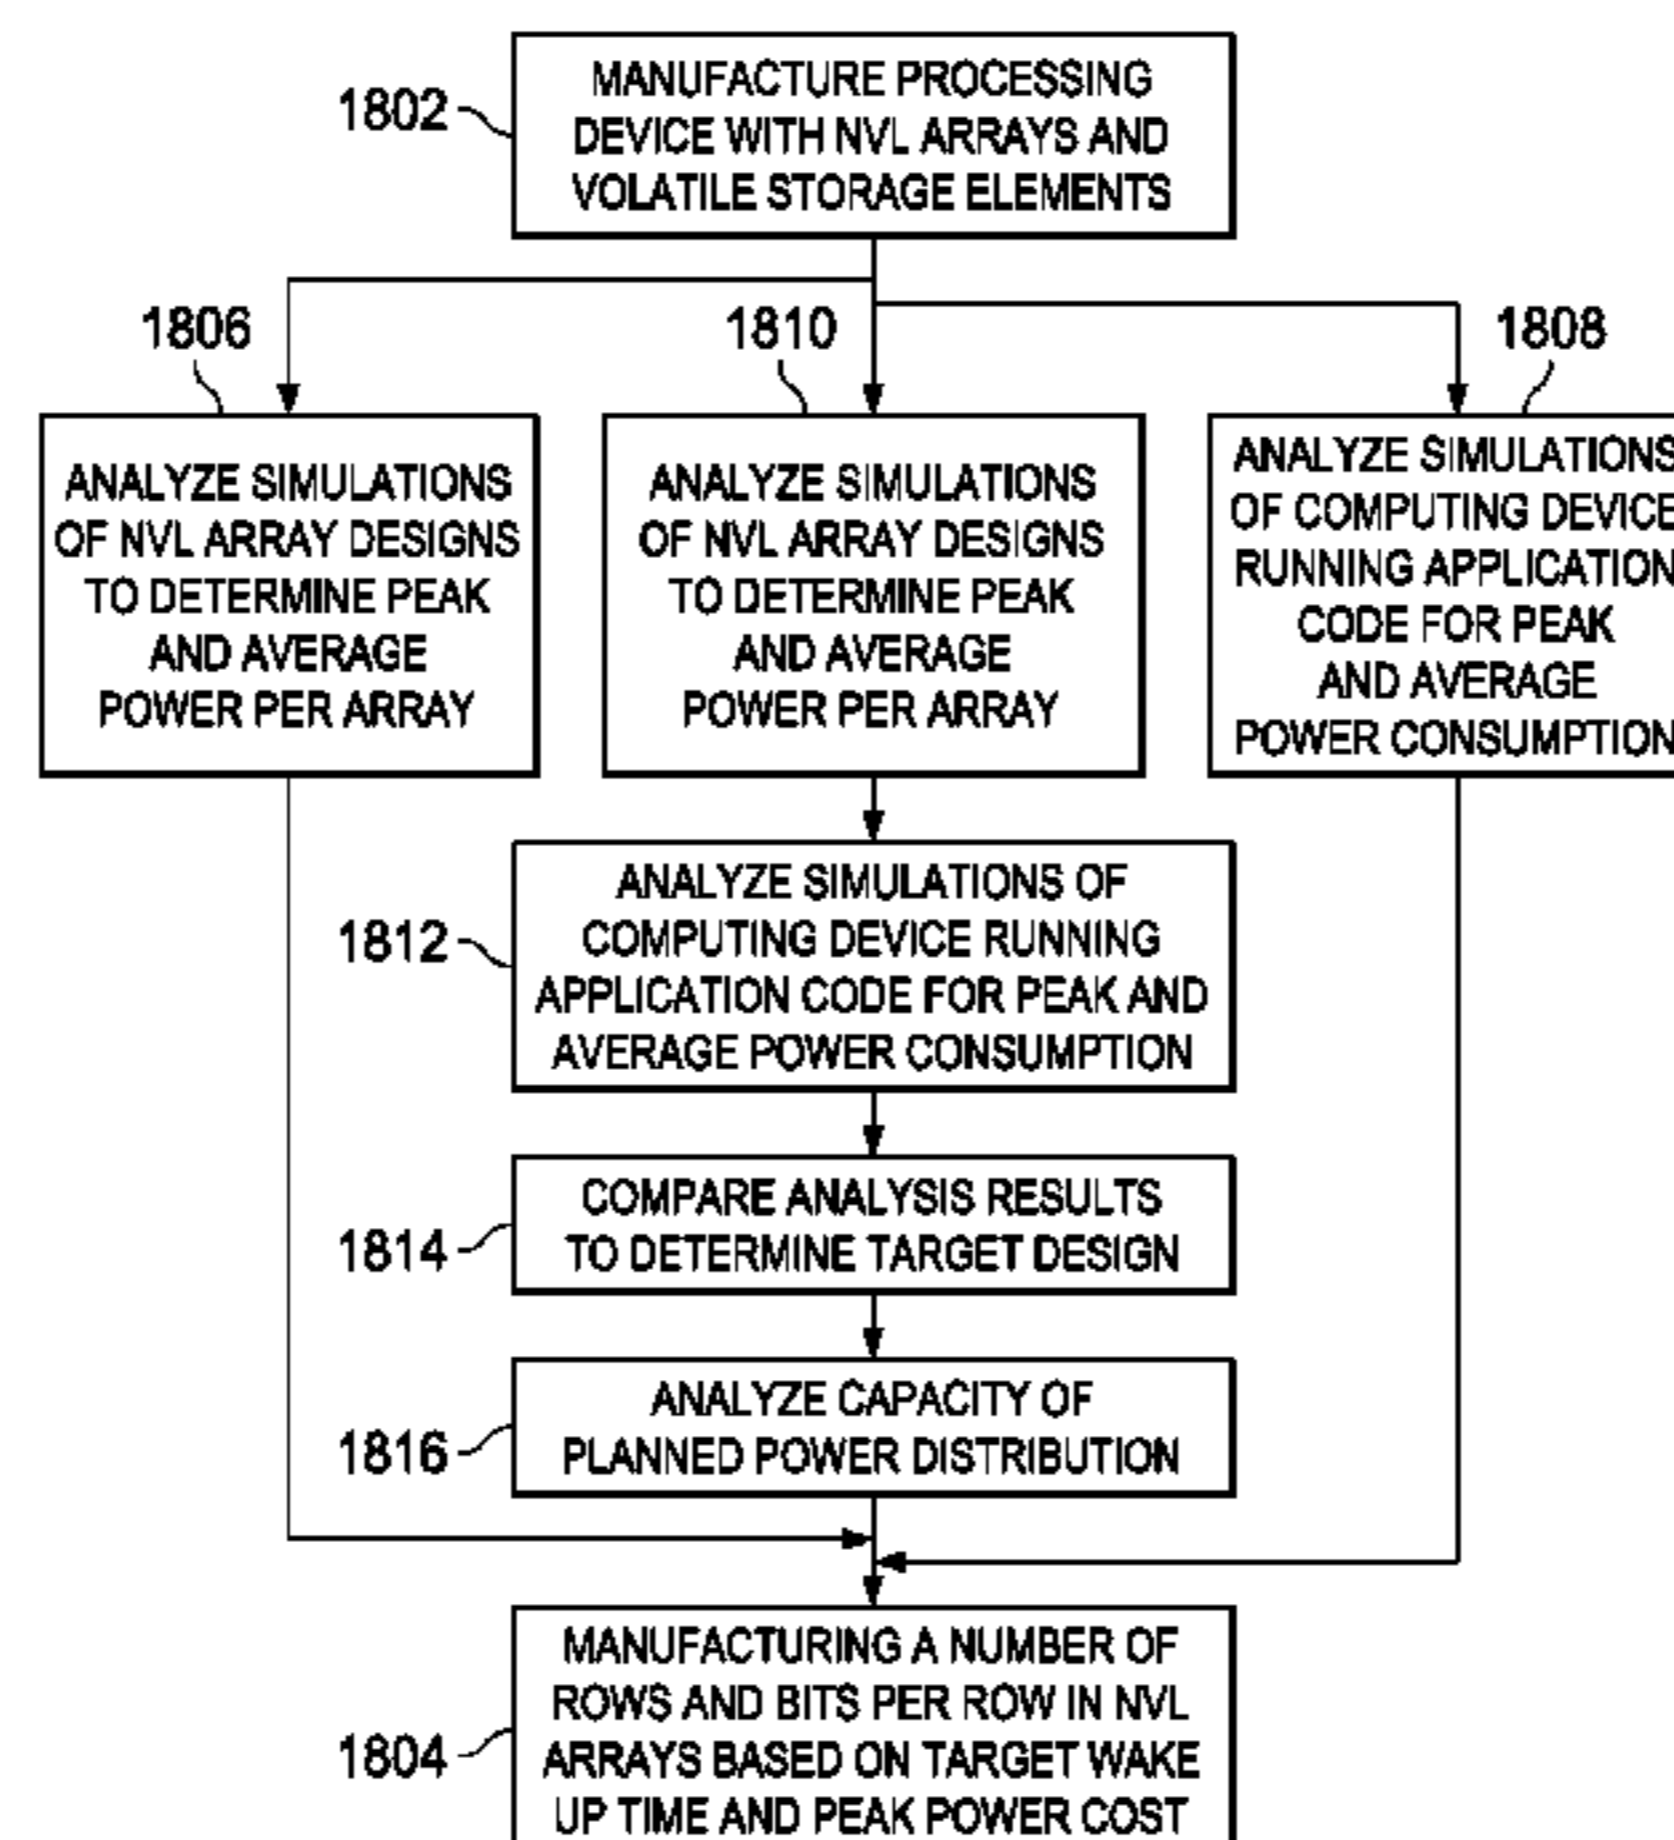 1802
MANUFACTURE PROCESSING
DEVICE WITH NVL ARRAYS AND
VOLATILE STORAGE ELEMENTS
1806
1810
1808
ANALYZE SIMULATIONS
OF NVL ARRAY DESIGNS
TO DETERMINE PEAK
AND AVERAGE
POWER PER ARRAY
ANALYZE SIMULATIONS
OF NVL ARRAY DESIGNS
TO DETERMINE PEAK
AND AVERAGE
POWER PER ARRAY
ANALYZE SIMULATIONS
OF COMPUTING DEVICE
RUNNING APPLICATION
CODE FOR PEAK
AND AVERAGE
POWER CONSUMPTION
1812
ANALYZE SIMULATIONS OF
COMPUTING DEVICE RUNNING
APPLICATION CODE FOR PEAK AND
AVERAGE POWER CONSUMPTION
1814
COMPARE ANALYSIS RESULTS
TO DETERMINE TARGET DESIGN
1816
ANALYZE CAPACITY OF
PLANNED POWER DISTRIBUTION
1804
MANUFACTURING A NUMBER OF
ROWS AND BITS PER ROW IN NVL
ARRAYS BASED ON TARGET WAKE
UP TIME AND PEAK POWER COST